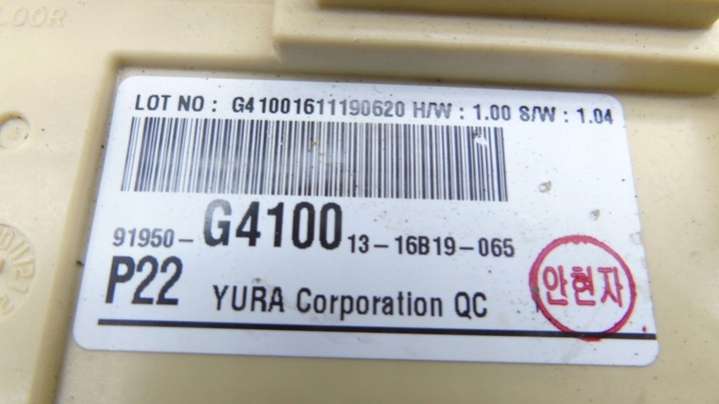 LOOR
LOT NO : G41001611190620 H/W : 1.00 S/W : 1.04
91950-G4100 13-16B19-065
P22 YURA Corporation QC
안현자